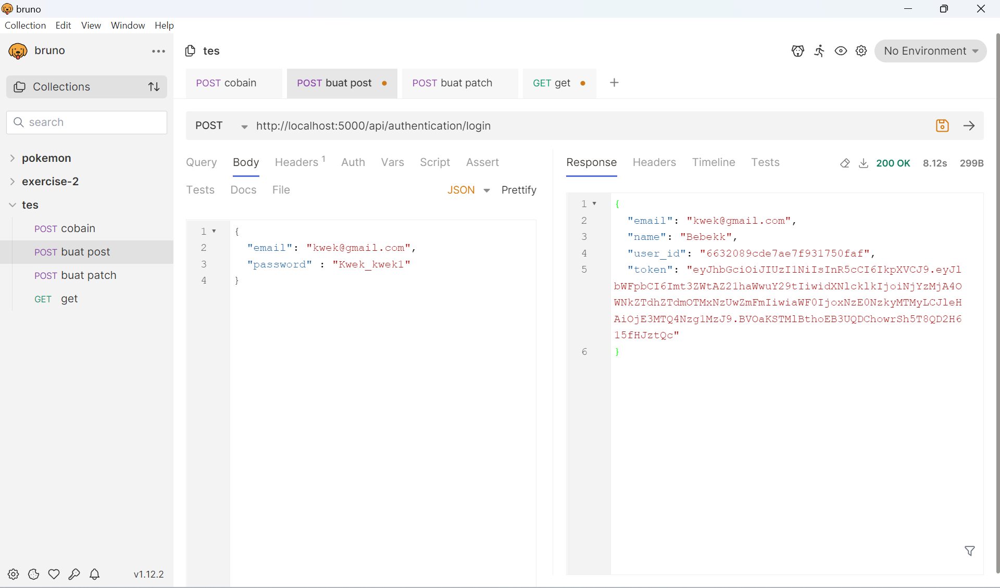 bruno
Collection Edit View Window Help
bruno
tes
No Environment
Collections
search
pokemon
exercise-2
tes
POST cobain
POST buat post
POST buat patch
GET get
v1.12.2
POST cobain
POST buat post
POST buat patch
GET get
POST
http://localhost:5000/api/authentication/login
Query Body Headers 1 Auth Vars Script Assert
Tests Docs File
JSON
Prettify
1 {
2 "email": "kwek@gmail.com",
3 "password" : "Kwek_kwek1"
4 }
Response Headers Timeline Tests
200 OK 8.12s 299B
1 {
2 "email": "kwek@gmail.com",
3 "name": "Bebekk",
4 "user_id": "6632089cde7ae7f931750faf",
5 "token": "eyJhbGciOiJIUzI1NiIsInR5cCI6IkpXVCJ9.eyJl
bWFpbCI6Imt3ZWtAZ21haWwuY29tIiwidXNlcklkIjoiNjYzMjA4O
WNkZTdhZTdmOTMxNzUwZmFmIiwiaWF0IjoxNzE0NzkyMTMyLCJleH
AiOjE3MTQ4Nzg1MzJ9.BVOaKSTMlBthoEB3UQDChowrSh5T8QD2H6
15fHJztQc"
6 }